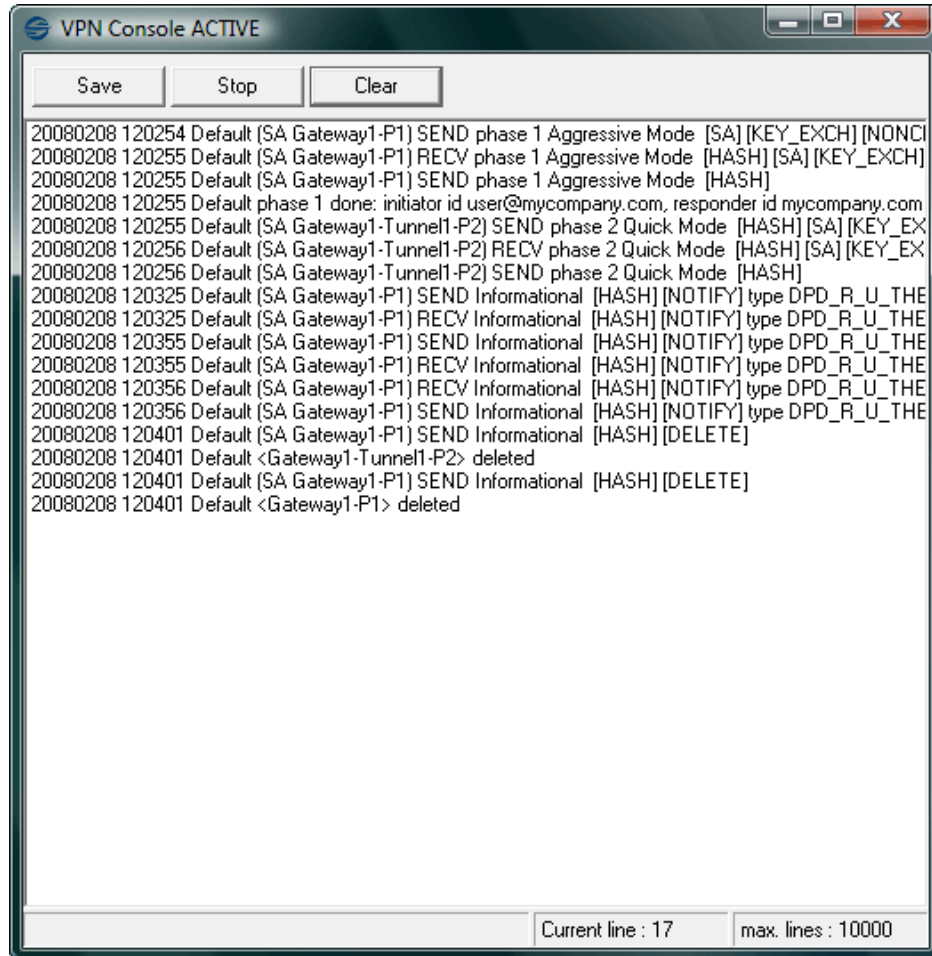 VPN Console ACTIVE
Save Stop Clear
20080208 120254 Default (SA Gateway1-P1) SEND phase 1 Aggressive Mode [SA] [KEY_EXCH] [NONC
20080208 120255 Default (SA Gateway1-P1) RECV phase 1 Aggressive Mode [HASH] [SA] [KEY_EXCH]
20080208 120255 Default (SA Gateway1-P1) SEND phase 1 Aggressive Mode [HASH]
20080208 120255 Default phase 1 done: initiator id user@mycompany.com, responder id mycompany.com
20080208 120255 Default (SA Gateway1-Tunnel1-P2) SEND phase 2 Quick Mode [HASH] [SA] [KEY_EX
20080208 120256 Default (SA Gateway1-Tunnel1-P2) RECV phase 2 Quick Mode [HASH] [SA] [KEY_EX
20080208 120256 Default (SA Gateway1-Tunnel1-P2) SEND phase 2 Quick Mode [HASH]
20080208 120325 Default (SA Gateway1-P1) SEND Informational [HASH] [NOTIFY] type DPD_R_U_THE
20080208 120325 Default (SA Gateway1-P1) RECV Informational [HASH] [NOTIFY] type DPD_R_U_THE
20080208 120355 Default (SA Gateway1-P1) SEND Informational [HASH] [NOTIFY] type DPD_R_U_THE
20080208 120355 Default (SA Gateway1-P1) RECV Informational [HASH] [NOTIFY] type DPD_R_U_THE
20080208 120356 Default (SA Gateway1-P1) RECV Informational [HASH] [NOTIFY] type DPD_R_U_THE
20080208 120356 Default (SA Gateway1-P1) SEND Informational [HASH] [NOTIFY] type DPD_R_U_THE
20080208 120401 Default (SA Gateway1-P1) SEND Informational [HASH] [DELETE]
20080208 120401 Default <Gateway1-Tunnel1-P2> deleted
20080208 120401 Default (SA Gateway1-P1) SEND Informational [HASH] [DELETE]
20080208 120401 Default <Gateway1-P1> deleted
Current line : 17 max. lines : 10000